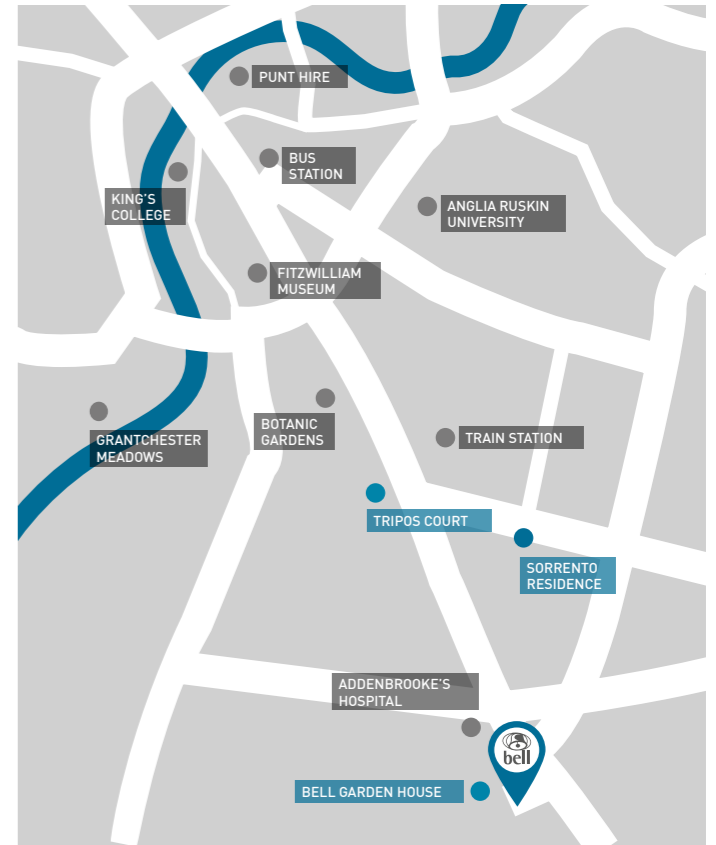 PUNT HIRE
BUS
STATION
KING'S
COLLEGE
ANGLIA RUSKIN
UNIVERSITY
FITZWILLIAM
MUSEUM
BOTANIC
GARDENS
GRANTCHESTER
MEADOWS
TRAIN STATION
TRIPOS COURT
SORRENTO
RESIDENCE
ADDENBROOKE'S
HOSPITAL
bell
BELL GARDEN HOUSE